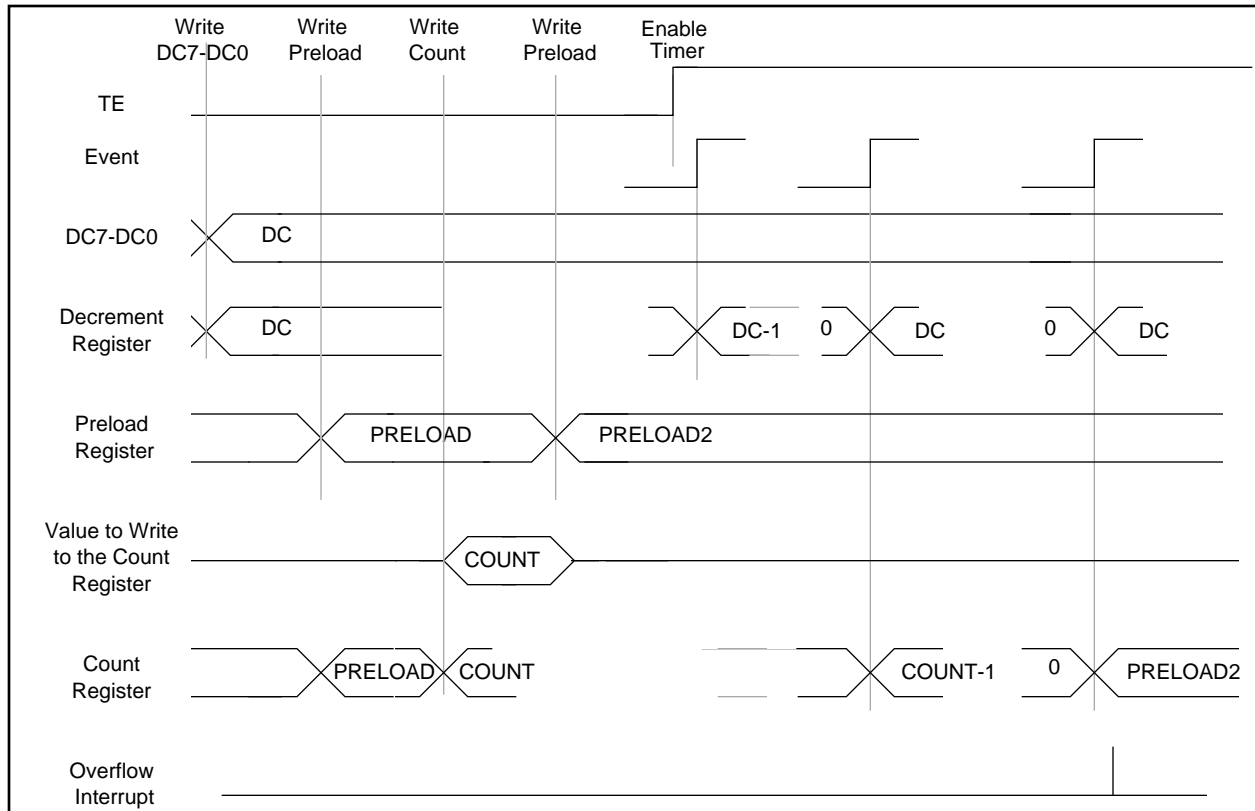 Write Write Write Write Enable
DC7-DC0 Preload Count Preload Timer
TE
Event
DC7-DC0 DC
Decrement
Register
DC DC-1 0 DC 0 DC
Preload
Register
PRELOAD PRELOAD2
Value to Write
to the Count
Register
COUNT
Count
Register
PRELOAD COUNT COUNT-1 0 PRELOAD2
Overflow
Interrupt